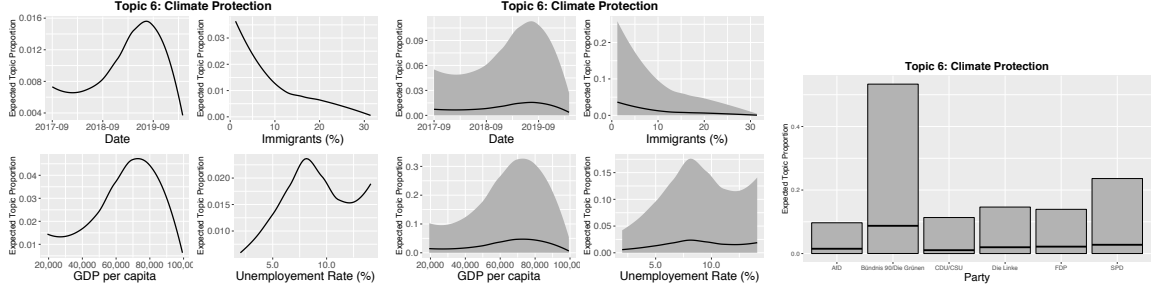 Topic 6: Climate Protection
Expected Topic Proportion
0.016
0.012
0.008
0.004
2017-09 2018-09 2019-09
Date
Expected Topic Proportion
0.03
0.02
0.01
0.00
0 10 20 30
Immigrants (%)
Expected Topic Proportion
0.04
0.03
0.02
0.01
20,000 40,000 60,000 80,000 100,00
GDP per capita
Expected Topic Proportion
0.020
0.015
0.010
5.0 10.0
Unemployement Rate (%)
Topic 6: Climate Protection
Expected Topic Proportion
0.09
0.06
0.03
0.00
2017-09 2018-09 2019-09
Date
Expected Topic Proportion
0.2
0.1
0.0
0 10 20 30
Immigrants (%)
Expected Topic Proportion
0.3
0.2
0.1
0.0
20,000 40,000 60,000 80,000 100,00
GDP per capita
Expected Topic Proportion
0.15
0.10
0.05
0.00
5.0 10.0
Unemployement Rate (%)
Topic 6: Climate Protection
Expected Topic Proportion
0.4
0.2
0.0
AfD Bündnis 90/Die Grünen CDU/CSU Die Linke FDP SPD
Party